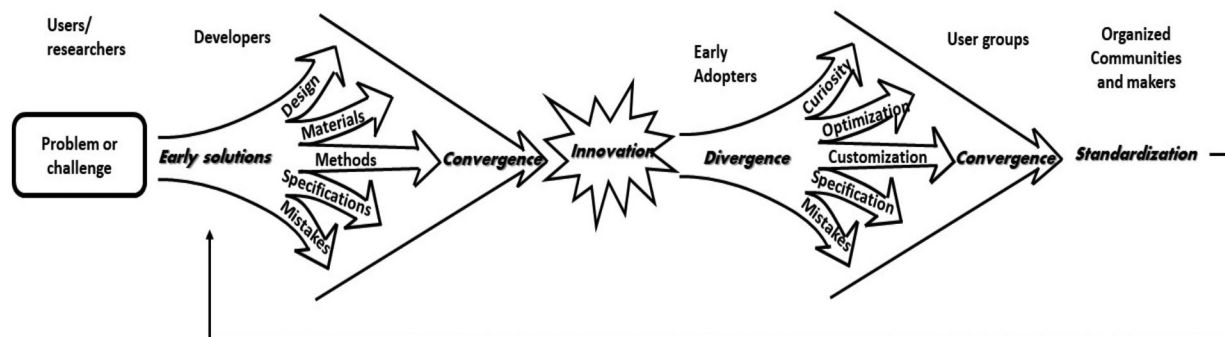 Users/
researchers
Developers
Early
Adopters
User groups
Organized
Communities
and makers
Problem or
challenge
Early solutions
Design
Materials
Methods
Specifications
Mistakes
Convergence
Innovation
Divergence
Curiosity
Optimization
Customization
Specification
Mistakes
Convergence
Standardization